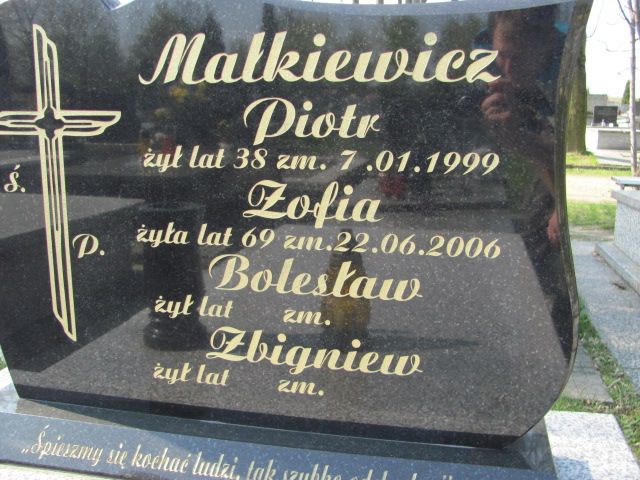 Małkiewicz
Piotr
żył lat 38 zm. 7.01.1999
Ś. P.
Zofia
żyła lat 69 zm.22.06.2006
Bolesław
żył lat zm.
Zbigniew
żył lat zm.
„Śpieszmy się kochać ludzi, tak szybko